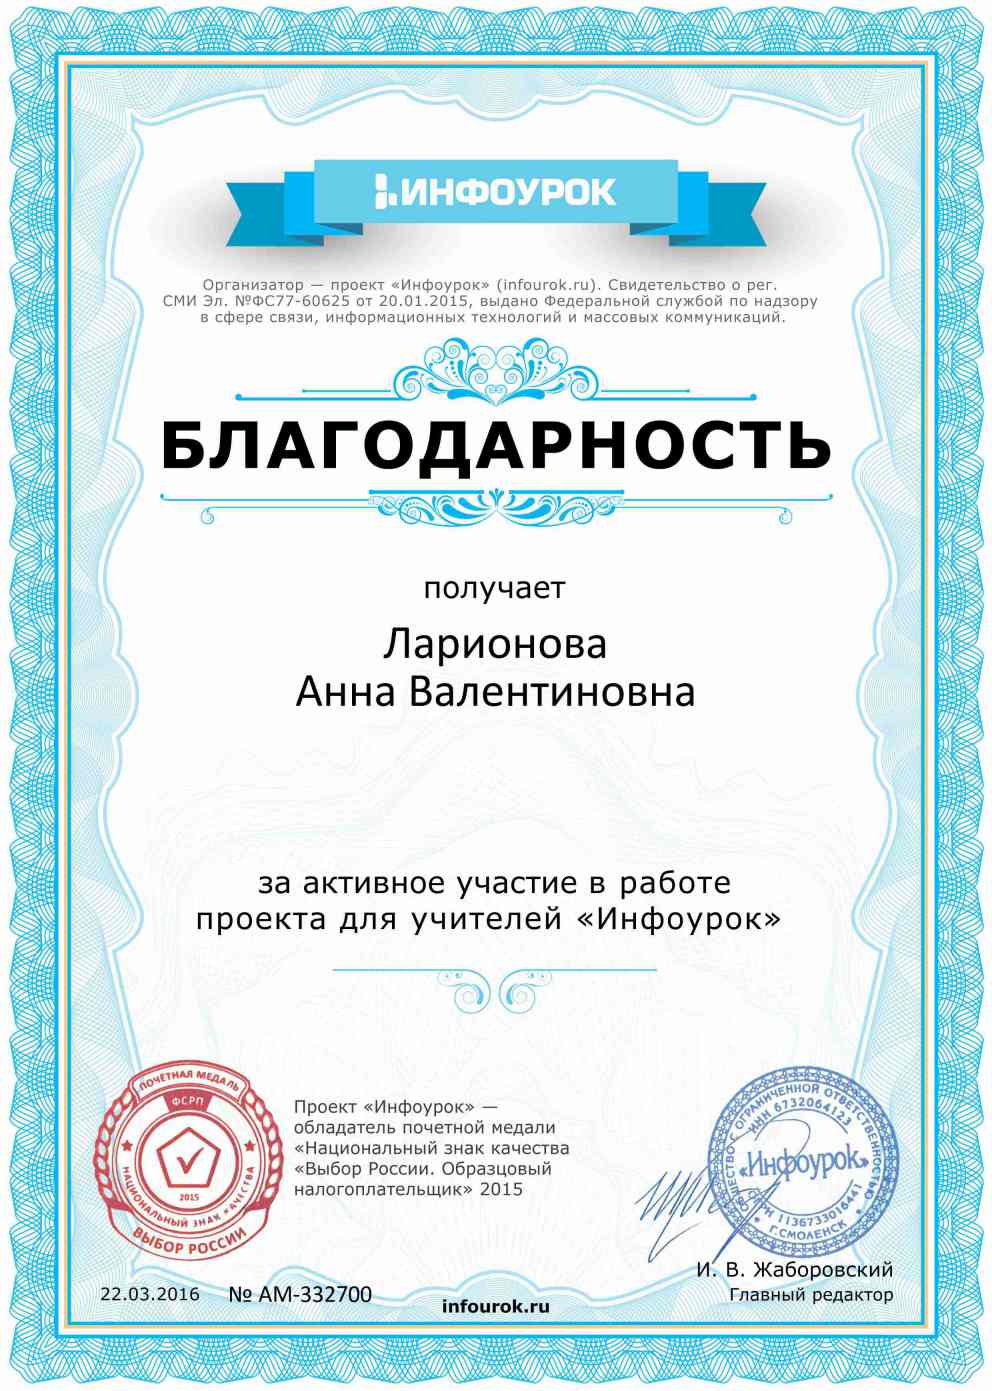 ИНФОУРОК
Организатор — проект «Инфоурок» (infourok.ru). Свидетельство о рег.
СМИ Эл. №ФС77-60625 от 20.01.2015, выдано Федеральной службой по надзору
в сфере связи, информационных технологий и массовых коммуникаций.
БЛАГОДАРНОСТЬ
получает
Ларионова
Анна Валентиновна
за активное участие в работе
проекта для учителей «Инфоурок»
ПОЧЁТНАЯ МЕДАЛЬ
ФСРП
2015
НАЦИОНАЛЬНЫЙ ЗНАК КАЧЕСТВА
ВЫБОР РОССИИ
Проект «Инфоурок» —
обладатель почетной медали
«Национальный знак качества
«Выбор России. Образцовый
налогоплательщик» 2015
ОБЩЕСТВО С ОГРАНИЧЕННОЙ ОТВЕТСТВЕННОСТЬЮ
ИНН 6732064123
«Инфоурок»
ОГРН 1136733016441
г.СМОЛЕНСК
И. В. Жаборовский
Главный редактор
22.03.2016
№ АМ-332700
infourok.ru